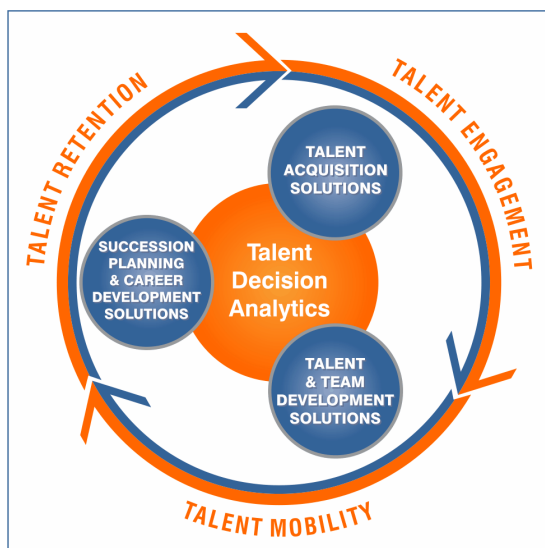 TALENT RETENTION
TALENT ENGAGEMENT
TALENT
ACQUISITION
SOLUTIONS
SUCCESSION
PLANNING
& CAREER
DEVELOPMENT
SOLUTIONS
Talent
Decision
Analytics
TALENT
& TEAM
DEVELOPMENT
SOLUTIONS
TALENT MOBILITY